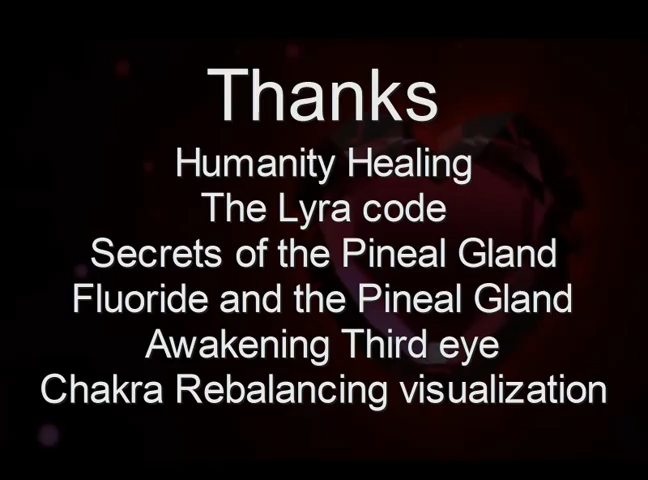 Thanks
Humanity Healing
The Lyra code
Secrets of the Pineal Gland
Fluoride and the Pineal Gland
Awakening Third eye
Chakra Rebalancing visualization